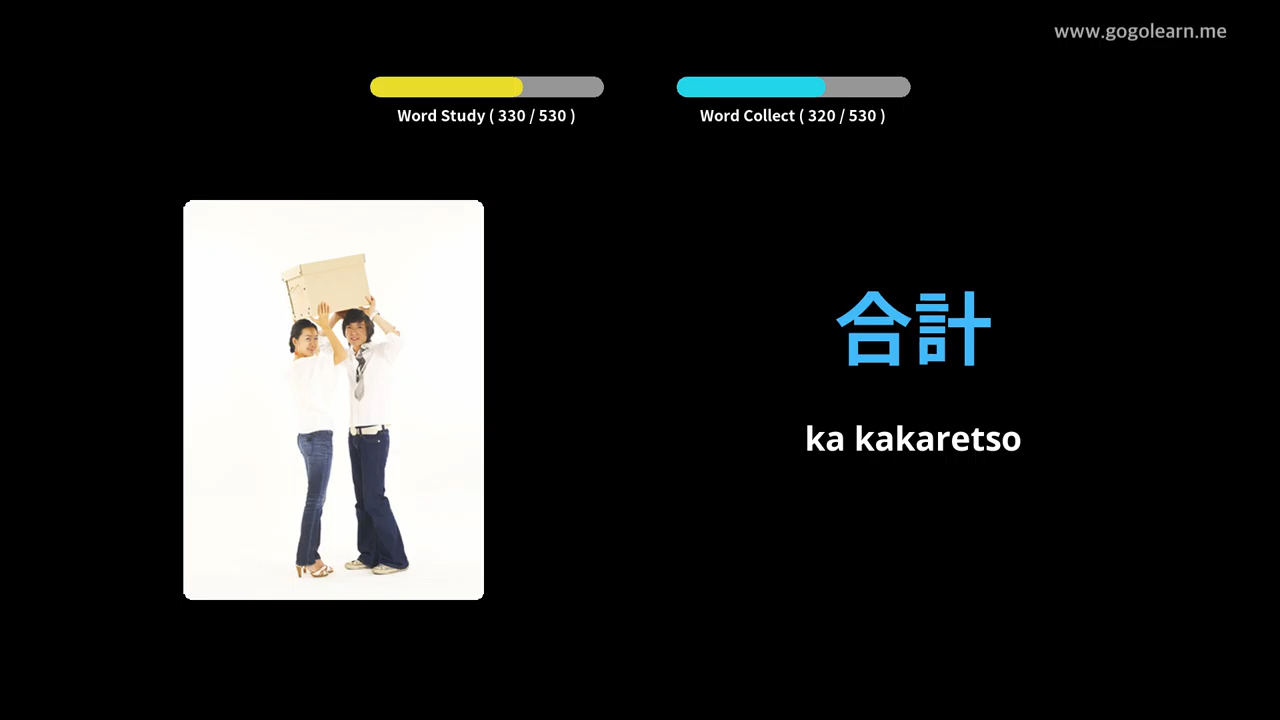 www.gogolearn.me
Word Study ( 330 / 530 )
Word Collect ( 320 / 530 )
合計
ka kakaretso